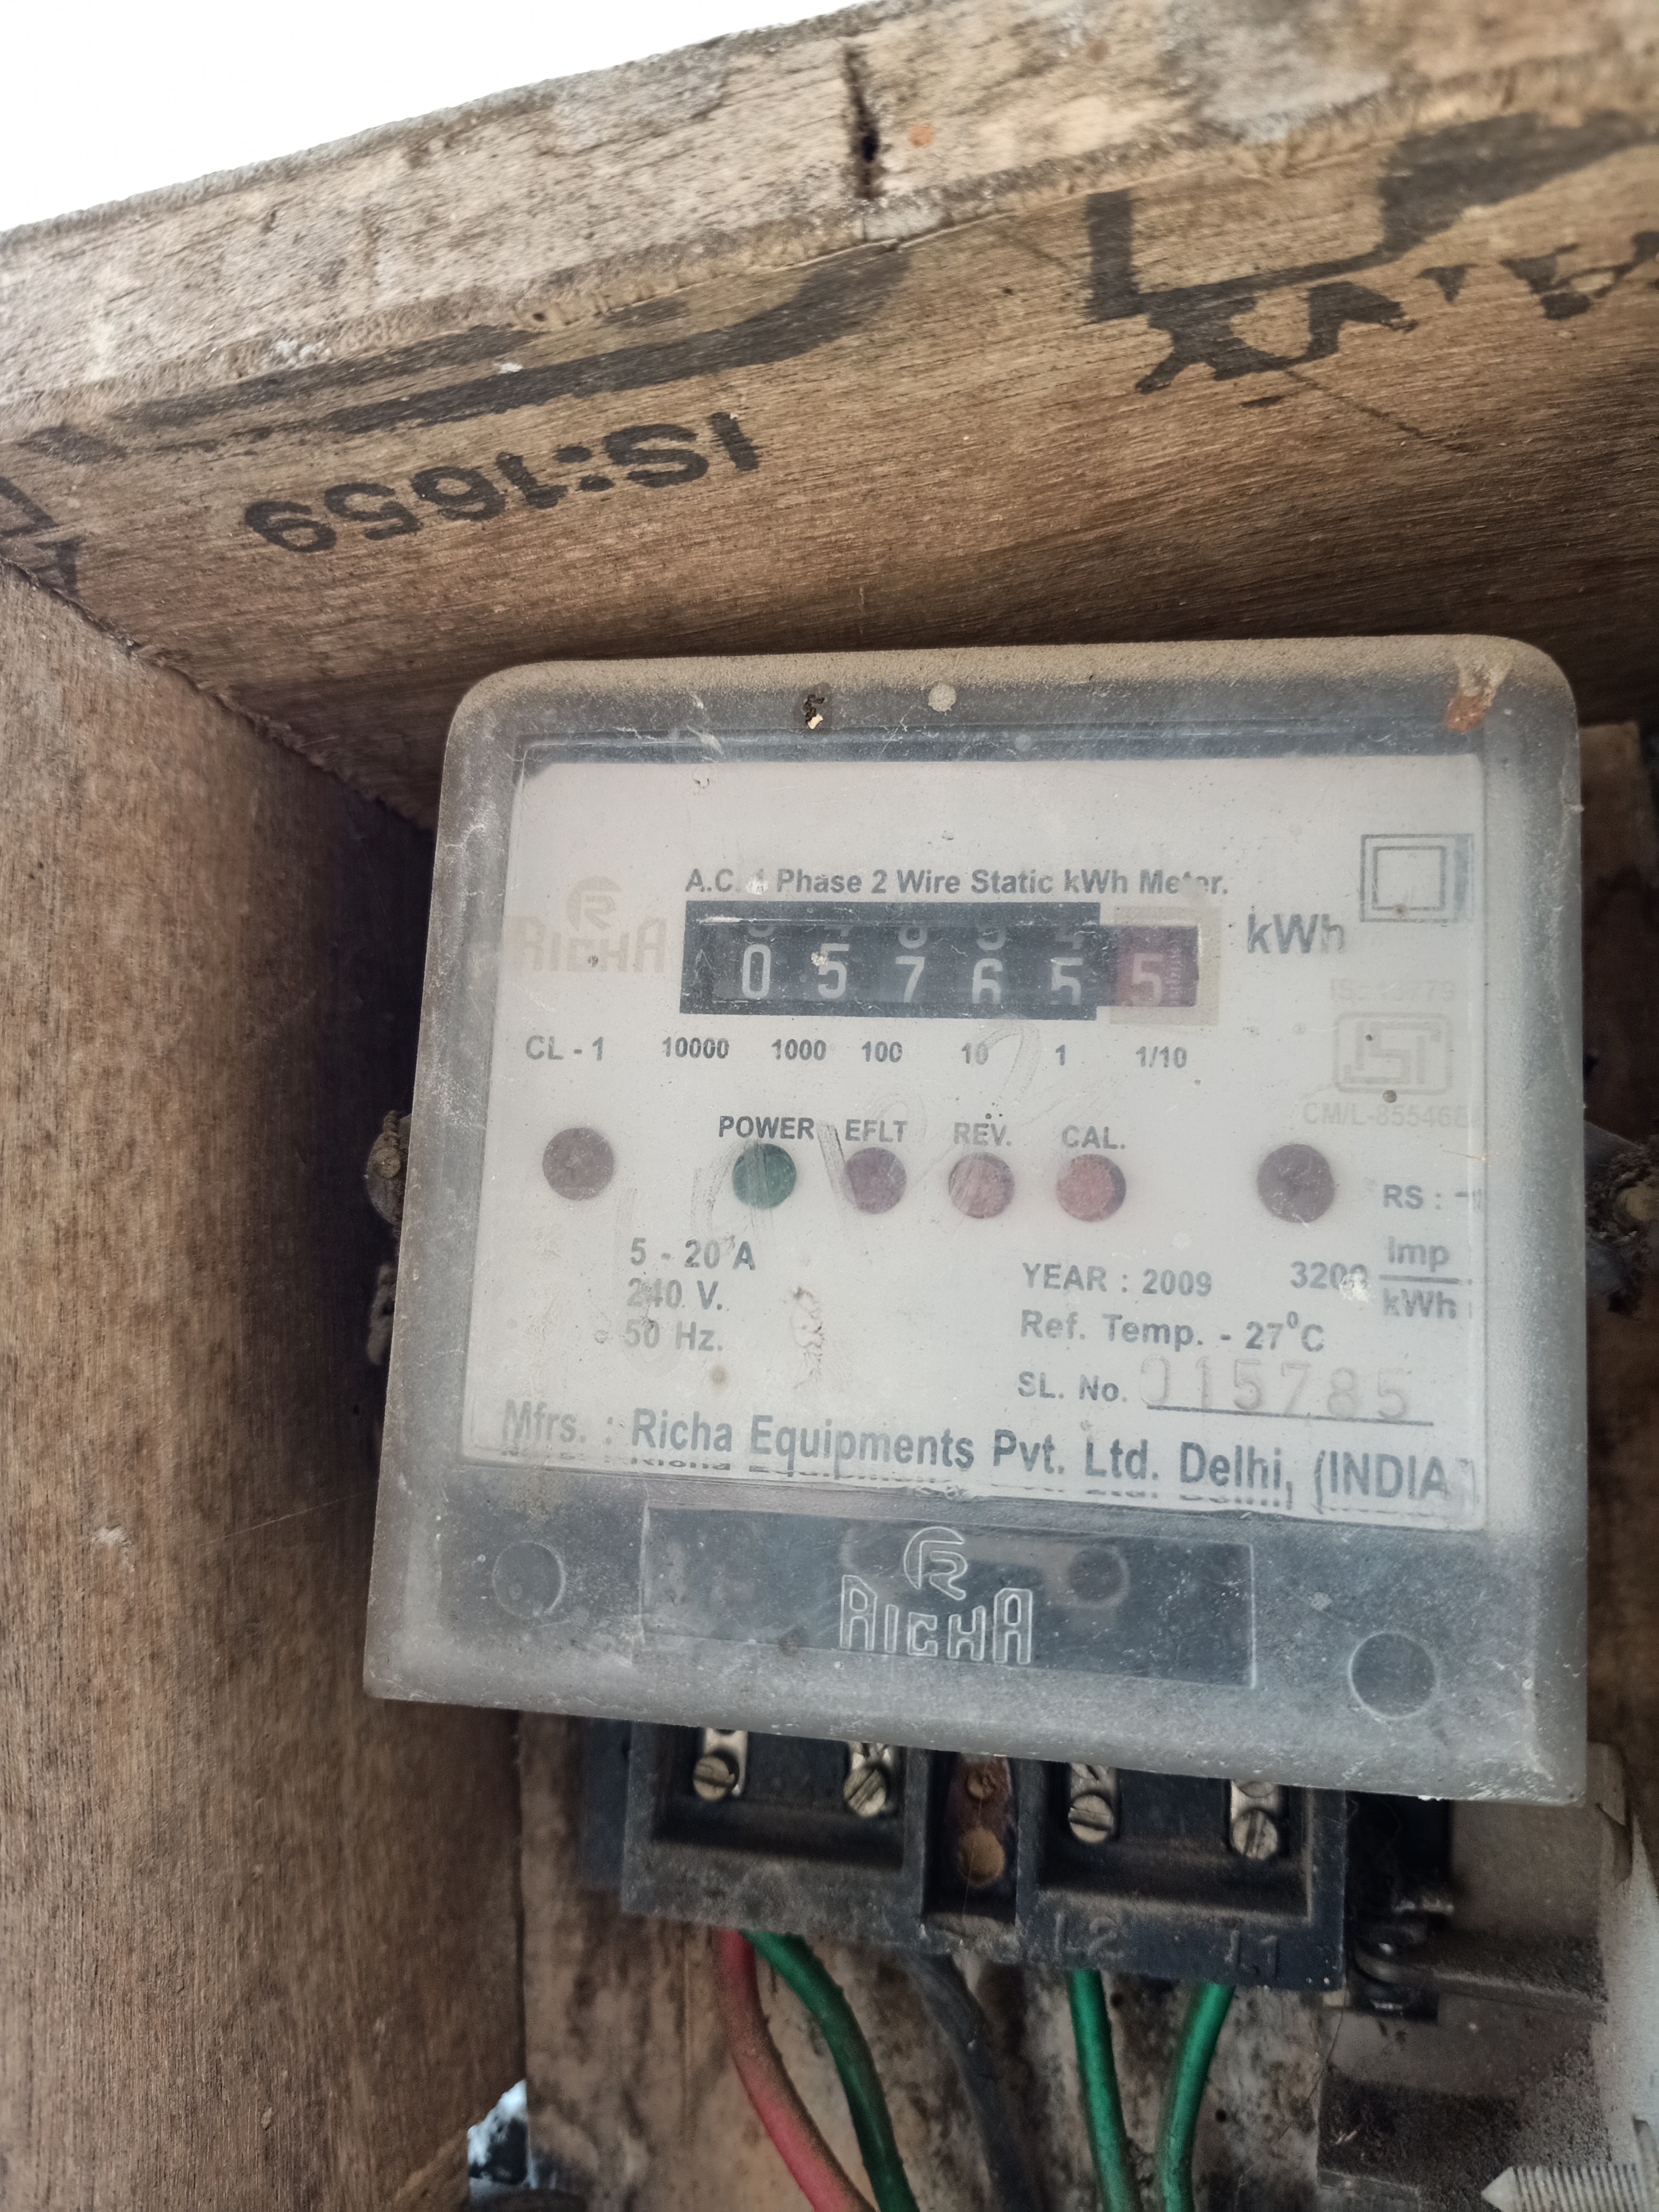 IS:1659
A.C. 1 Phase 2 Wire Static kWh Meter.
RICHA
0 5 7 6 5 5
kWh
CL - 1
10000 1000 100 10 1 1/10
ISI
POWER EFLT REV. CAL.
5 - 20 A
240 V.
50 Hz.
RS :
YEAR : 2009
3200 Imp
kWh
Ref. Temp. - 27°C
SL. No. 015785
Mfrs. : Richa Equipments Pvt. Ltd. Delhi, (INDIA)
RICHA
L2 L1